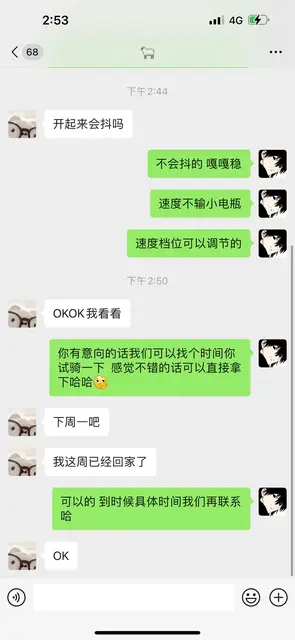 2:53
4G
68
下午2:44
开起来会抖吗
不会抖的 嘎嘎稳
速度不输小电瓶
速度档位可以调节的
下午2:50
OKOK我看看
你有意向的话我们可以找个时间你
试骑一下 感觉不错的话可以直接拿
下哈哈
下周一吧
我这周已经回家了
可以的 到时候具体时间我们再联系
哈
OK